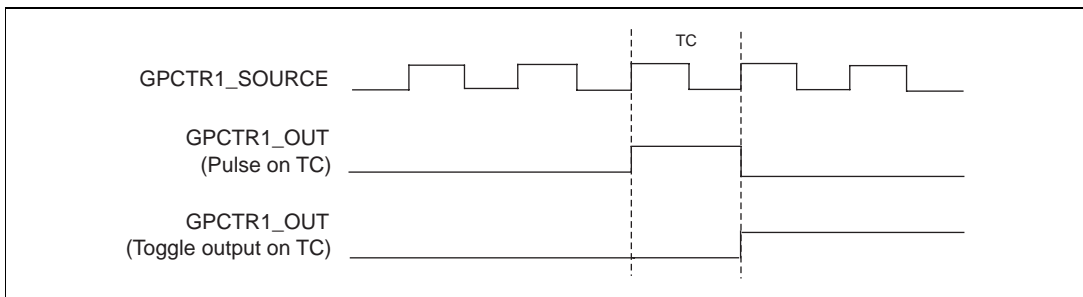 TC
GPCTR1_SOURCE
GPCTR1_OUT
(Pulse on TC)
GPCTR1_OUT
(Toggle output on TC)